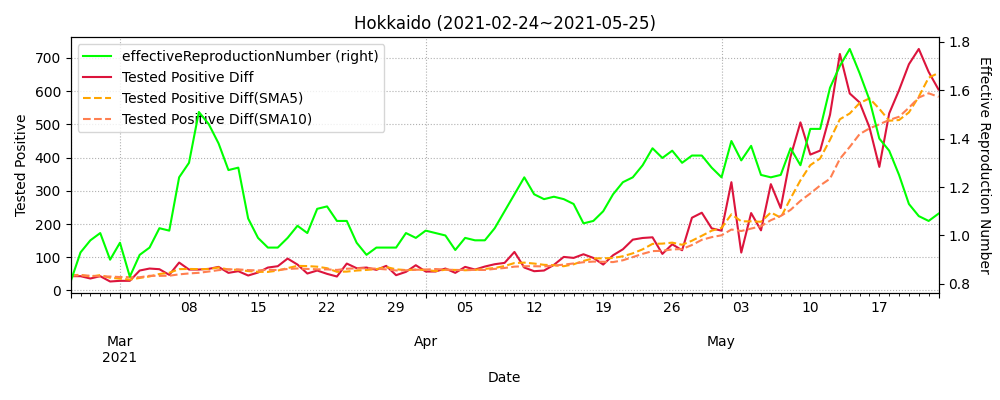 Hokkaido (2021-02-24~2021-05-25)
effectiveReproductionNumber (right)
Tested Positive Diff
Tested Positive Diff(SMA5)
Tested Positive Diff(SMA10)
Tested Positive
700
600
500
400
300
200
100
0
1.8
1.6
1.4
1.2
1.0
0.8
Effective Reproduction Number
08 15 22 29 05 12 19 26 03 10 17
Mar Apr May
2021
Date